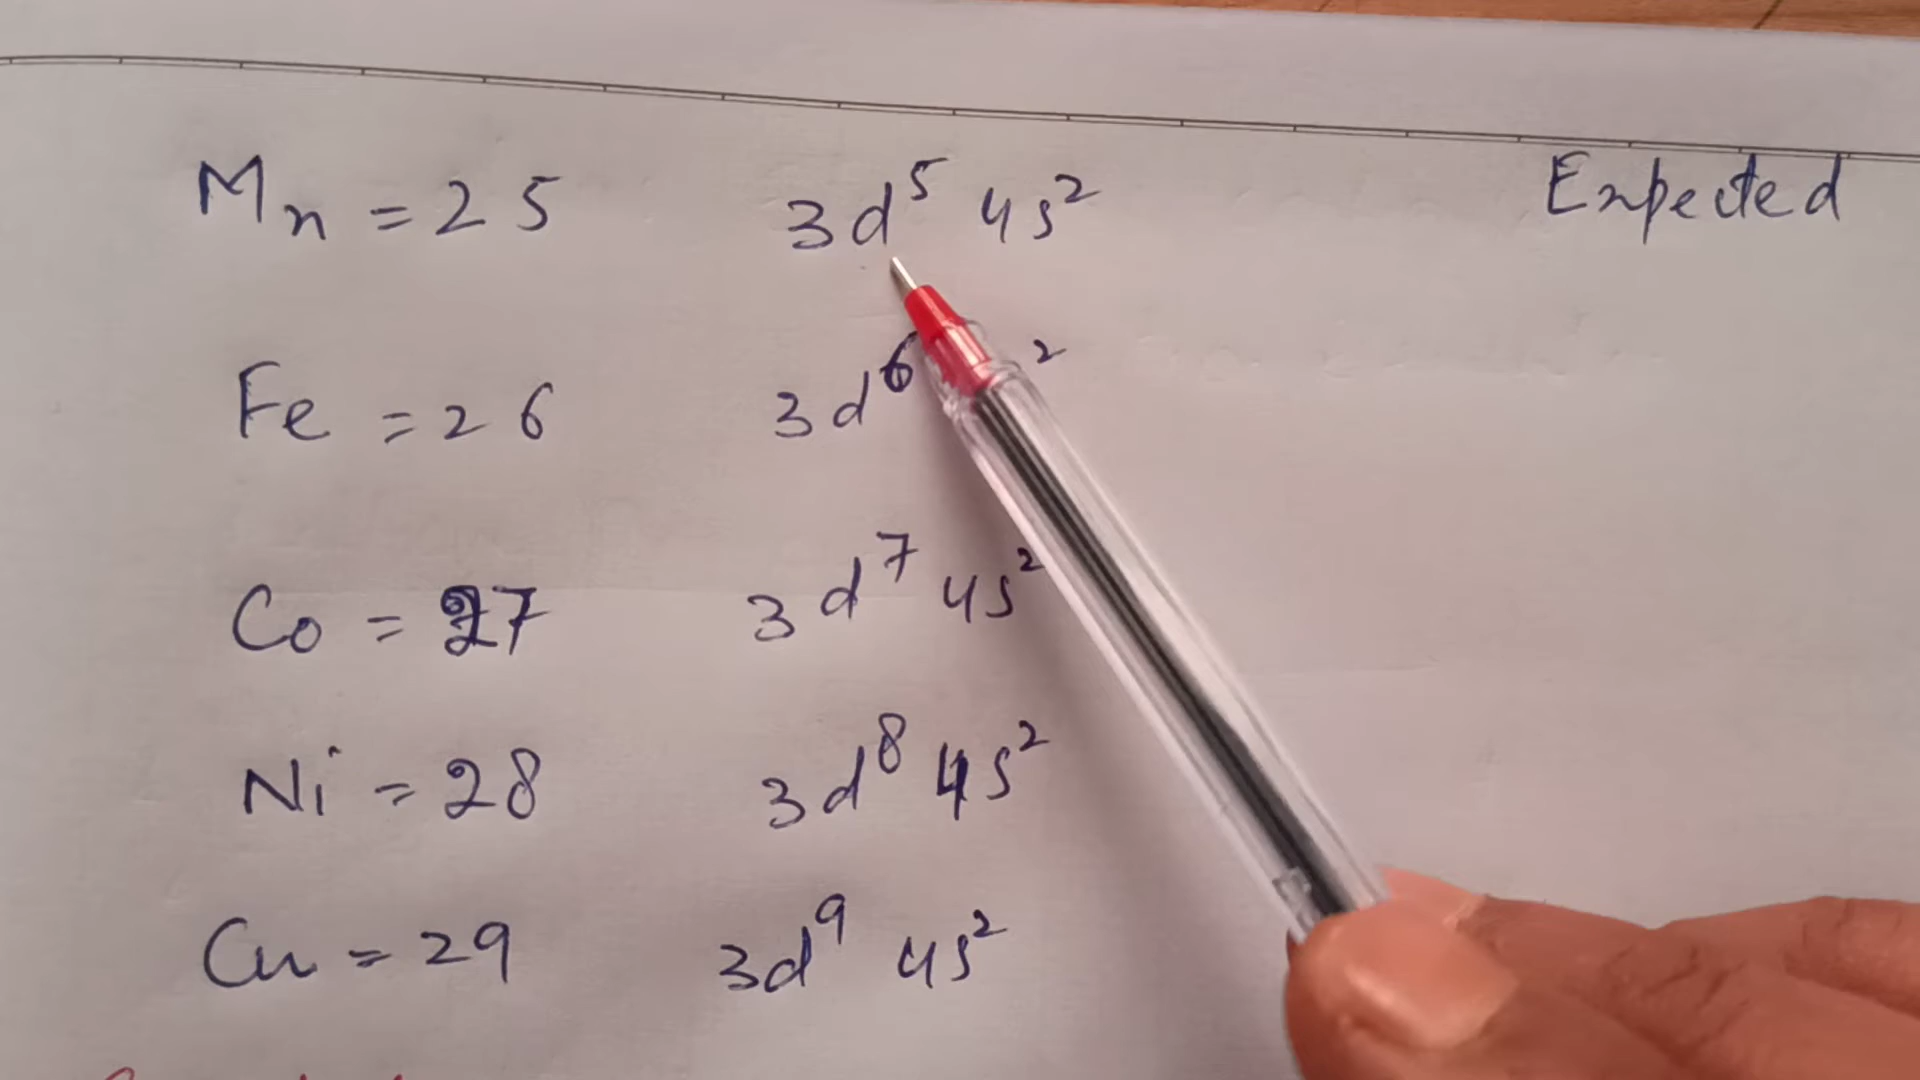 Mn = 25 3d⁵ 4s² Expected
Fe = 26 3d⁶ ²
Co = 27 3d⁷ 4s²
Ni = 28 3d⁸ 4s²
Cu = 29 3d⁹ 4s²